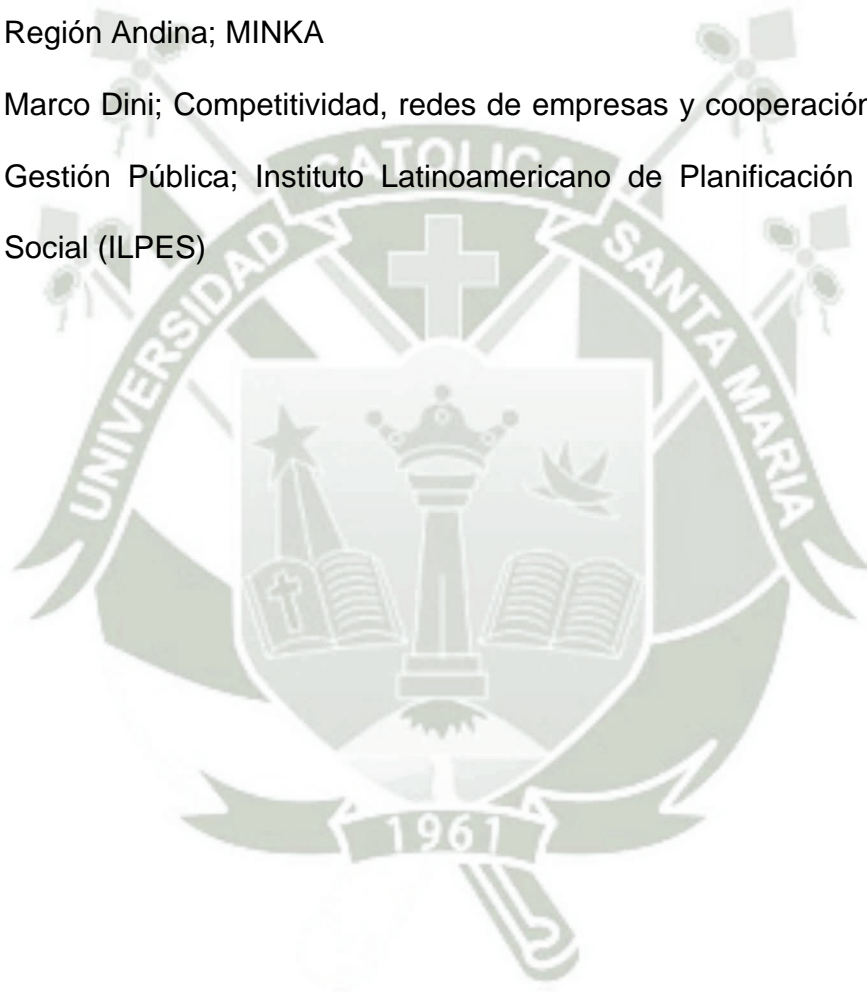 Región Andina; MINKA
Marco Dini; Competitividad, redes de empresas y cooperación
Gestión Pública; Instituto Latinoamericano de Planificación
Social (ILPES)
UNIVERSIDAD CATOLICA SANTA MARIA
1961